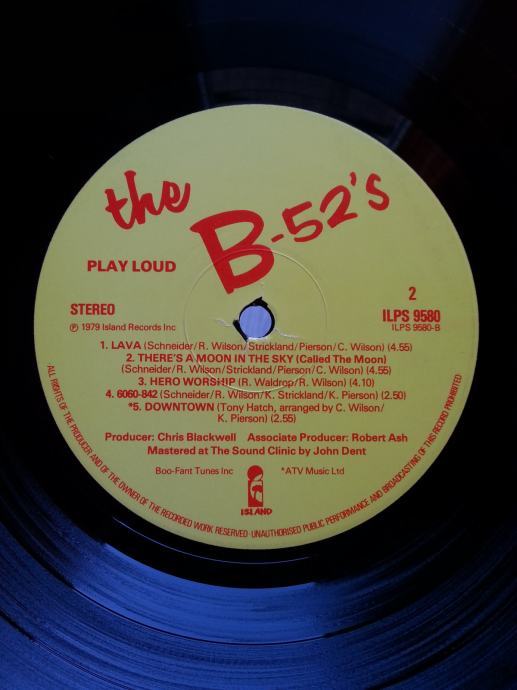 the
B-52's
PLAY LOUD
STEREO
2
ILPS 9580
ILPS 9580-B
℗ 1979 Island Records Inc
1. LAVA (Schneider/R. Wilson/Strickland/Pierson/C. Wilson) (4.55)
2. THERE'S A MOON IN THE SKY (Called The Moon)
(Schneider/R. Wilson/Strickland/Pierson/C. Wilson) (4.55)
3. HERO WORSHIP (R. Waldrop/R. Wilson) (4.10)
4. 6060-842 (Schneider/R. Wilson/K. Strickland/K. Pierson) (2.50)
*5. DOWNTOWN (Tony Hatch, arranged by C. Wilson/
K. Pierson) (2.55)
Producer: Chris Blackwell Associate Producer: Robert Ash
Mastered at The Sound Clinic by John Dent
Boo-Fant Tunes Inc *ATV Music Ltd
ISLAND
ALL RIGHTS OF THE PRODUCER AND OF THE OWNER OF THE RECORDED WORK RESERVED·UNAUTHORISED PUBLIC PERFORMANCE AND BROADCASTING OF THIS RECORD PROHIBITED